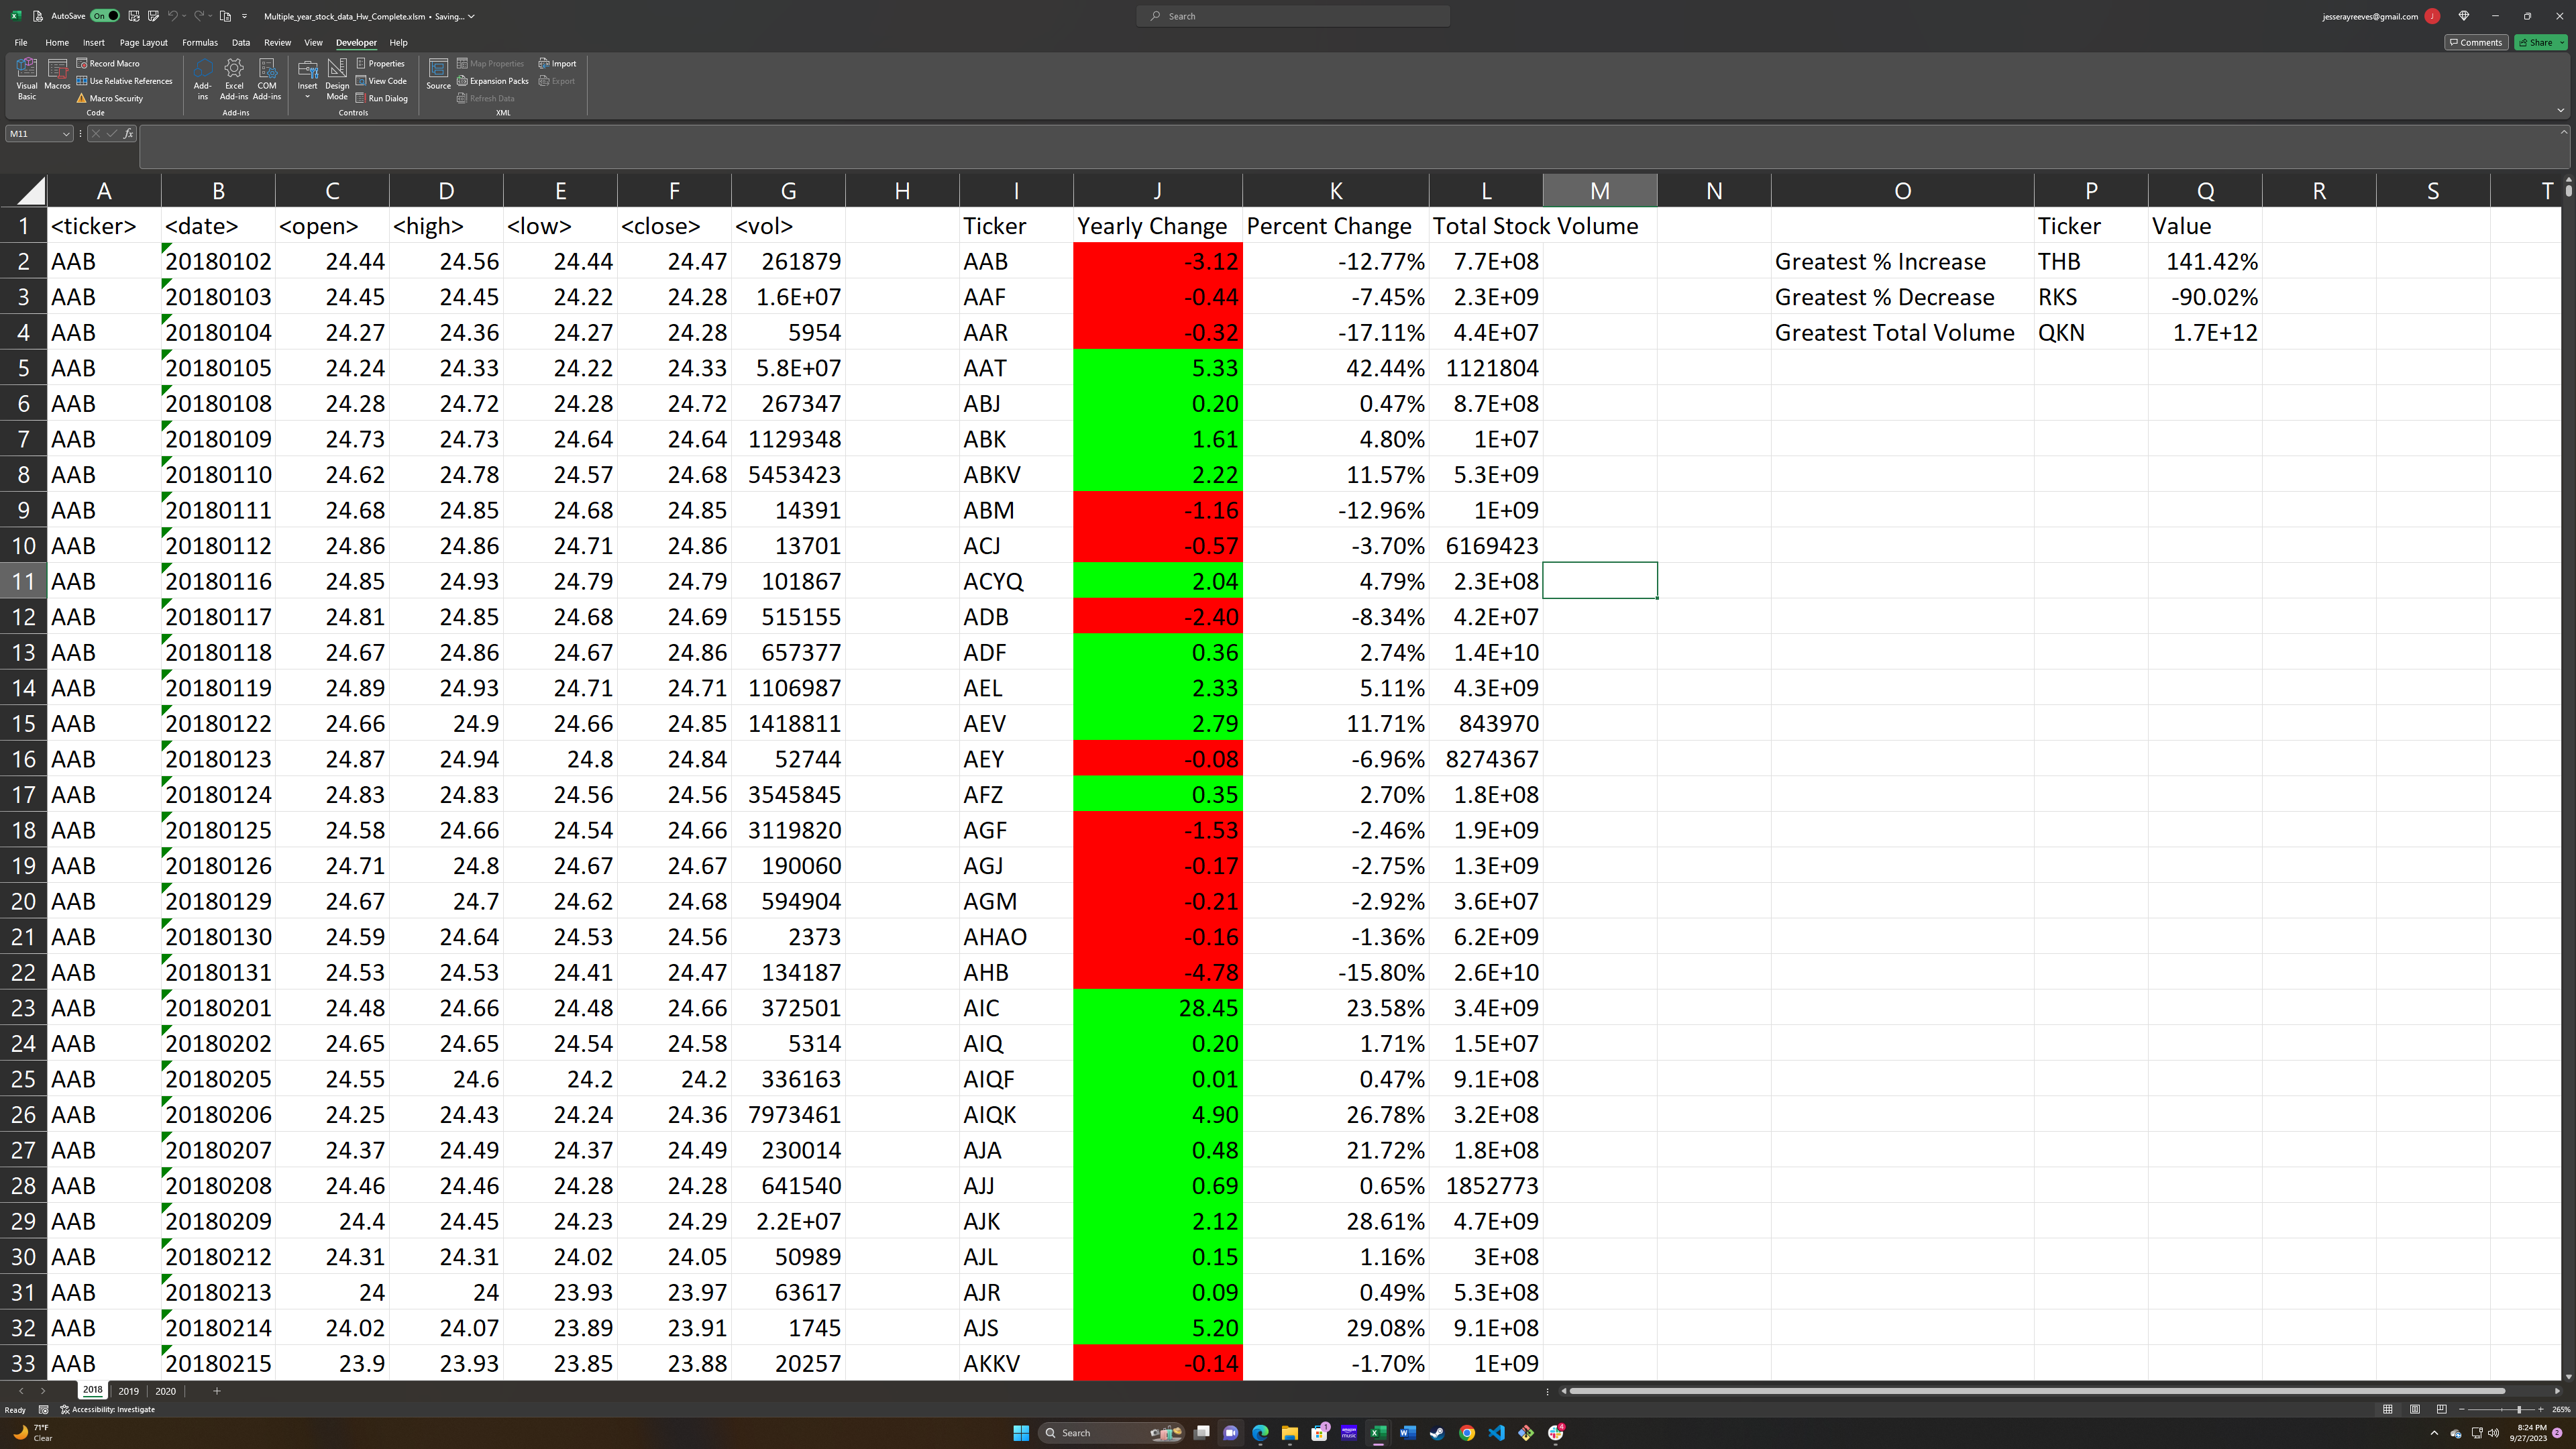 AutoSave On Multiple_year_stock_data_Hw_Complete.xlsm • Saving... Search jesserayreeves@gmail.com J
File Home Insert Page Layout Formulas Data Review View Developer Help Comments Share
Visual Basic Macros Record Macro Use Relative References Macro Security Code
Add-ins Excel Add-ins COM Add-ins Add-ins
Insert Design Mode Properties View Code Run Dialog Controls
Source Map Properties Expansion Packs Refresh Data Import Export XML
M11 fx
A B C D E F G H I J K L M N O P Q R S T
1 <ticker> <date> <open> <high> <low> <close> <vol> Ticker Yearly Change Percent Change Total Stock Volume Ticker Value
2 AAB 20180102 24.44 24.56 24.44 24.47 261879 AAB -3.12 -12.77% 7.7E+08 Greatest % Increase THB 141.42%
3 AAB 20180103 24.45 24.45 24.22 24.28 1.6E+07 AAF -0.44 -7.45% 2.3E+09 Greatest % Decrease RKS -90.02%
4 AAB 20180104 24.27 24.36 24.27 24.28 5954 AAR -0.32 -17.11% 4.4E+07 Greatest Total Volume QKN 1.7E+12
5 AAB 20180105 24.24 24.33 24.22 24.33 5.8E+07 AAT 5.33 42.44% 1121804
6 AAB 20180108 24.28 24.72 24.28 24.72 267347 ABJ 0.20 0.47% 8.7E+08
7 AAB 20180109 24.73 24.73 24.64 24.64 1129348 ABK 1.61 4.80% 1E+07
8 AAB 20180110 24.62 24.78 24.57 24.68 5453423 ABKV 2.22 11.57% 5.3E+09
9 AAB 20180111 24.68 24.85 24.68 24.85 14391 ABM -1.16 -12.96% 1E+09
10 AAB 20180112 24.86 24.86 24.71 24.86 13701 ACJ -0.57 -3.70% 6169423
11 AAB 20180116 24.85 24.93 24.79 24.79 101867 ACYQ 2.04 4.79% 2.3E+08
12 AAB 20180117 24.81 24.85 24.68 24.69 515155 ADB -2.40 -8.34% 4.2E+07
13 AAB 20180118 24.67 24.86 24.67 24.86 657377 ADF 0.36 2.74% 1.4E+10
14 AAB 20180119 24.89 24.93 24.71 24.71 1106987 AEL 2.33 5.11% 4.3E+09
15 AAB 20180122 24.66 24.9 24.66 24.85 1418811 AEV 2.79 11.71% 843970
16 AAB 20180123 24.87 24.94 24.8 24.84 52744 AEY -0.08 -6.96% 8274367
17 AAB 20180124 24.83 24.83 24.56 24.56 3545845 AFZ 0.35 2.70% 1.8E+08
18 AAB 20180125 24.58 24.66 24.54 24.66 3119820 AGF -1.53 -2.46% 1.9E+09
19 AAB 20180126 24.71 24.8 24.67 24.67 190060 AGJ -0.17 -2.75% 1.3E+09
20 AAB 20180129 24.67 24.7 24.62 24.68 594904 AGM -0.21 -2.92% 3.6E+07
21 AAB 20180130 24.59 24.64 24.53 24.56 2373 AHAO -0.16 -1.36% 6.2E+09
22 AAB 20180131 24.53 24.53 24.41 24.47 134187 AHB -4.78 -15.80% 2.6E+10
23 AAB 20180201 24.48 24.66 24.48 24.66 372501 AIC 28.45 23.58% 3.4E+09
24 AAB 20180202 24.65 24.65 24.54 24.58 5314 AIQ 0.20 1.71% 1.5E+07
25 AAB 20180205 24.55 24.6 24.2 24.2 336163 AIQF 0.01 0.47% 9.1E+08
26 AAB 20180206 24.25 24.43 24.24 24.36 7973461 AIQK 4.90 26.78% 3.2E+08
27 AAB 20180207 24.37 24.49 24.37 24.49 230014 AJA 0.48 21.72% 1.8E+08
28 AAB 20180208 24.46 24.46 24.28 24.28 641540 AJJ 0.69 0.65% 1852773
29 AAB 20180209 24.4 24.45 24.23 24.29 2.2E+07 AJK 2.12 28.61% 4.7E+09
30 AAB 20180212 24.31 24.31 24.02 24.05 50989 AJL 0.15 1.16% 3E+08
31 AAB 20180213 24 24 23.93 23.97 63617 AJR 0.09 0.49% 5.3E+08
32 AAB 20180214 24.02 24.07 23.89 23.91 1745 AJS 5.20 29.08% 9.1E+08
33 AAB 20180215 23.9 23.93 23.85 23.88 20257 AKKV -0.14 -1.70% 1E+09
2018 2019 2020
Ready Accessibility: Investigate 265%
71°F
Clear
Search
8:24 PM
9/27/2023